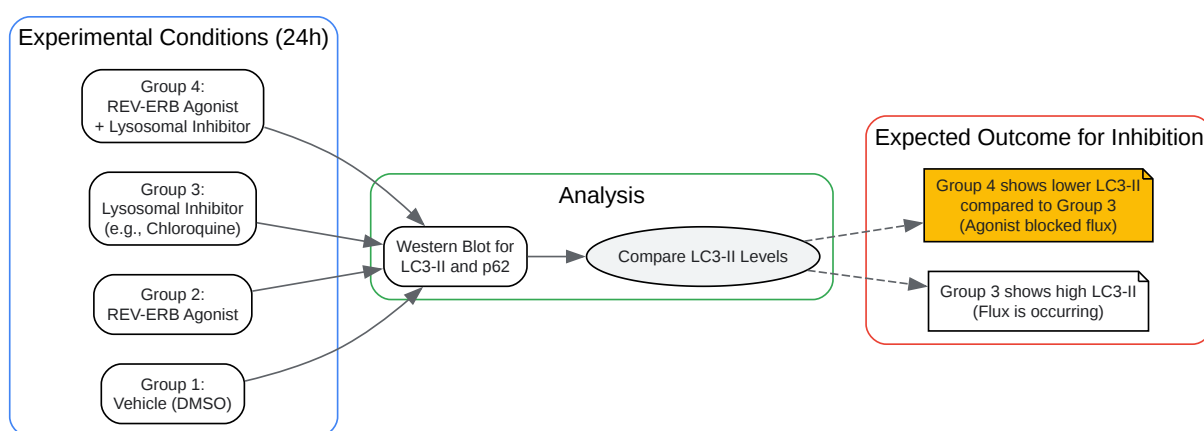 Experimental Conditions (24h)
Group 4:
REV-ERB Agonist
+ Lysosomal Inhibitor
Group 3:
Lysosomal Inhibitor
(e.g., Chloroquine)
Group 2:
REV-ERB Agonist
Group 1:
Vehicle (DMSO)
Analysis
Western Blot for
LC3-II and p62
Compare LC3-II Levels
Expected Outcome for Inhibition
Group 4 shows lower LC3-II
compared to Group 3
(Agonist blocked flux)
Group 3 shows high LC3-II
(Flux is occurring)